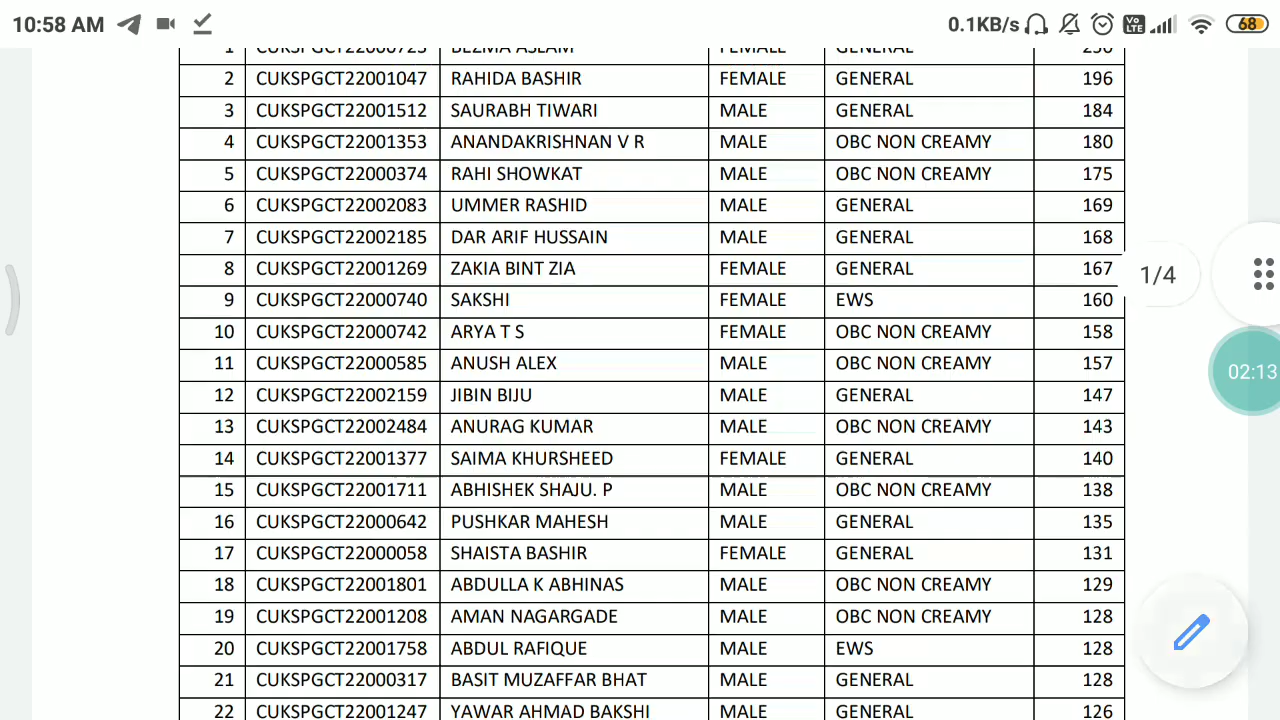 10:58 AM 0.1KB/s Vo LTE 68
1 CUKSPGCT22000723 BEZMA ASLAM FEMALE GENERAL
2 CUKSPGCT22001047 RAHIDA BASHIR FEMALE GENERAL 196
3 CUKSPGCT22001512 SAURABH TIWARI MALE GENERAL 184
4 CUKSPGCT22001353 ANANDAKRISHNAN V R MALE OBC NON CREAMY 180
5 CUKSPGCT22000374 RAHI SHOWKAT MALE OBC NON CREAMY 175
6 CUKSPGCT22002083 UMMER RASHID MALE GENERAL 169
7 CUKSPGCT22002185 DAR ARIF HUSSAIN MALE GENERAL 168
8 CUKSPGCT22001269 ZAKIA BINT ZIA FEMALE GENERAL 167
1/4
9 CUKSPGCT22000740 SAKSHI FEMALE EWS 160
10 CUKSPGCT22000742 ARYA T S FEMALE OBC NON CREAMY 158
11 CUKSPGCT22000585 ANUSH ALEX MALE OBC NON CREAMY 157
02:13
12 CUKSPGCT22002159 JIBIN BIJU MALE GENERAL 147
13 CUKSPGCT22002484 ANURAG KUMAR MALE OBC NON CREAMY 143
14 CUKSPGCT22001377 SAIMA KHURSHEED FEMALE GENERAL 140
15 CUKSPGCT22001711 ABHISHEK SHAJU. P MALE OBC NON CREAMY 138
16 CUKSPGCT22000642 PUSHKAR MAHESH MALE GENERAL 135
17 CUKSPGCT22000058 SHAISTA BASHIR FEMALE GENERAL 131
18 CUKSPGCT22001801 ABDULLA K ABHINAS MALE OBC NON CREAMY 129
19 CUKSPGCT22001208 AMAN NAGARGADE MALE OBC NON CREAMY 128
20 CUKSPGCT22001758 ABDUL RAFIQUE MALE EWS 128
21 CUKSPGCT22000317 BASIT MUZAFFAR BHAT MALE GENERAL 128
22 CUKSPGCT22001247 YAWAR AHMAD BAKSHI MALE GENERAL 126